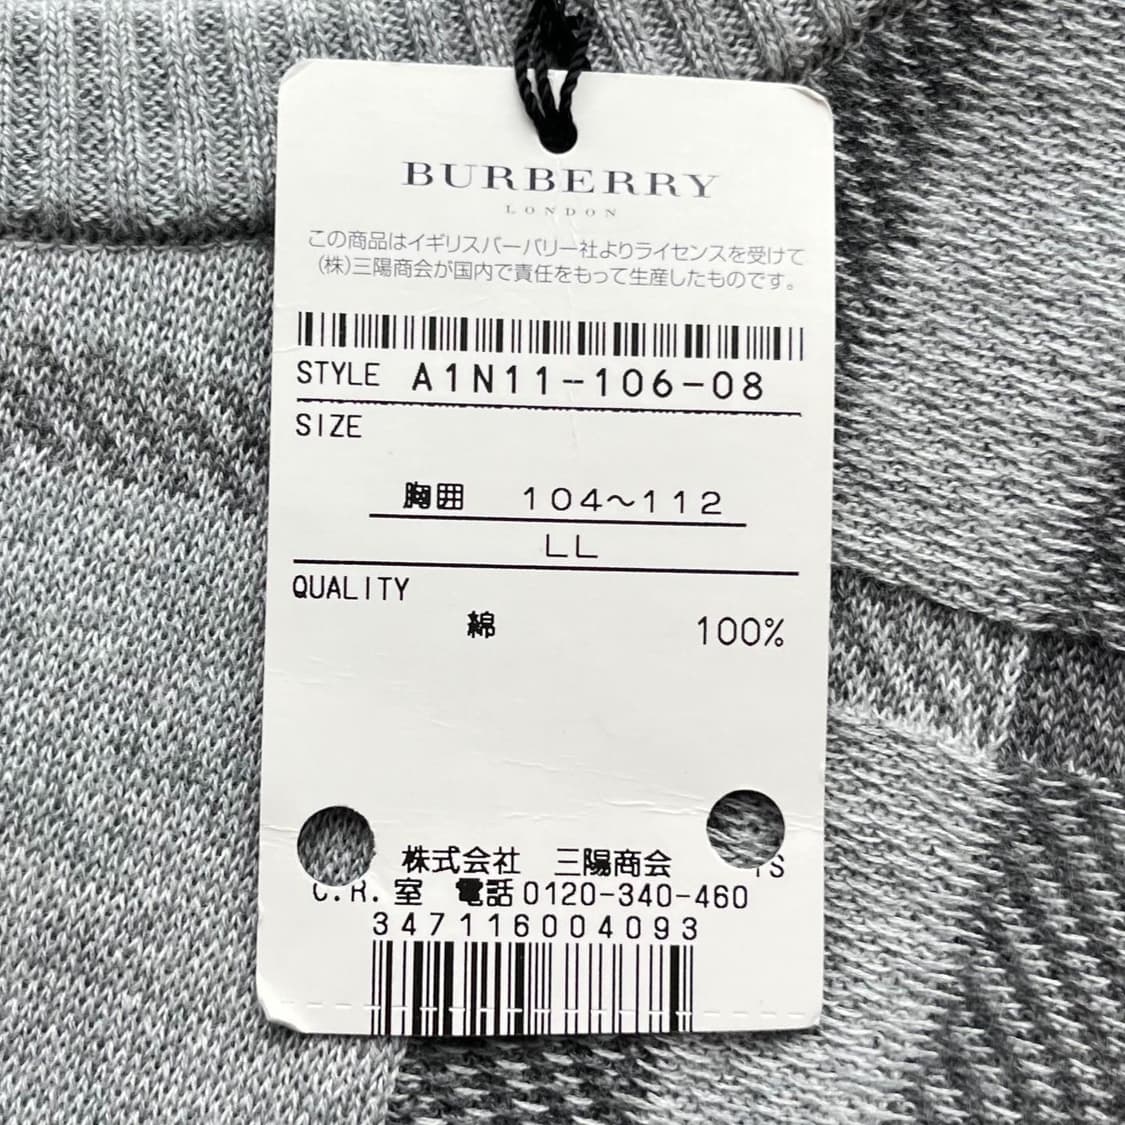 BURBERRY
LONDON
この商品はイギリスバーバリー社よりライセンスを受けて
(株)三陽商会が国内で責任をもって生産したものです。
STYLE A1N11-106-08
SIZE
胸囲 104〜112
LL
QUALITY
綿 100%
株式会社 三陽商会
C.R.室 電話0120-340-460
347116004093